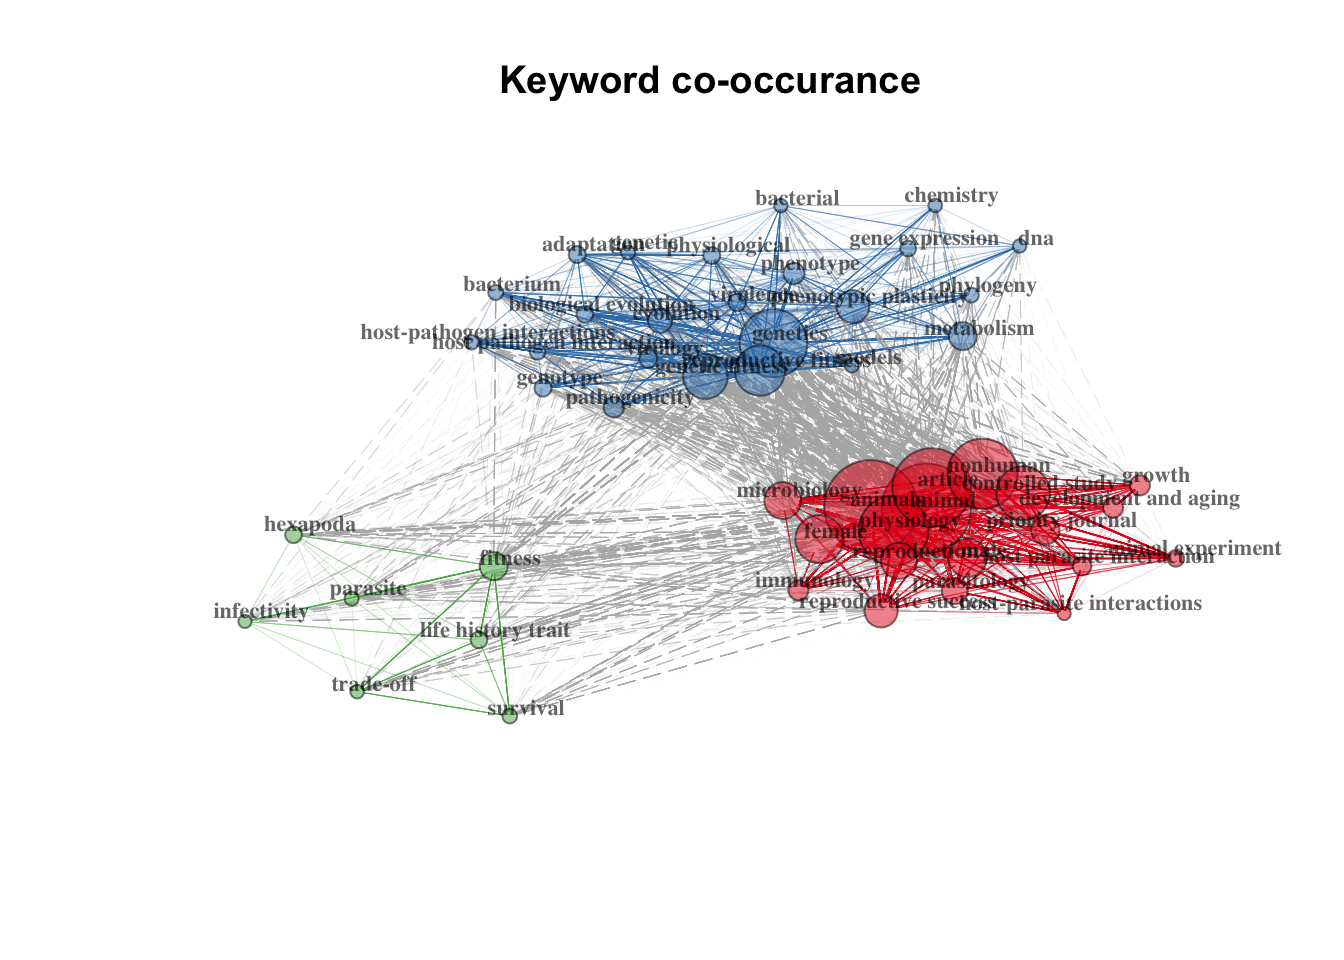 Keyword co-occurance
bacterial
chemistry
adaptation
genetic
physiological
gene expression
dna
phenotype
bacterium
virulence
phenotypic plasticity
phylogeny
biological evolution
evolution
host-pathogen interactions
genetics
metabolism
host-pathogen interaction
virology
reproductive fitness
models
genetic fitness
genotype
pathogenicity
nonhuman
growth
microbiology
article
controlled study
animals
animal
development and aging
hexapoda
female
physiology
priority journal
fitness
reproduction
host parasite interaction
animal experiment
parasite
immunology
parasitology
infectivity
reproductive success
host-parasite interactions
life history trait
trade-off
survival